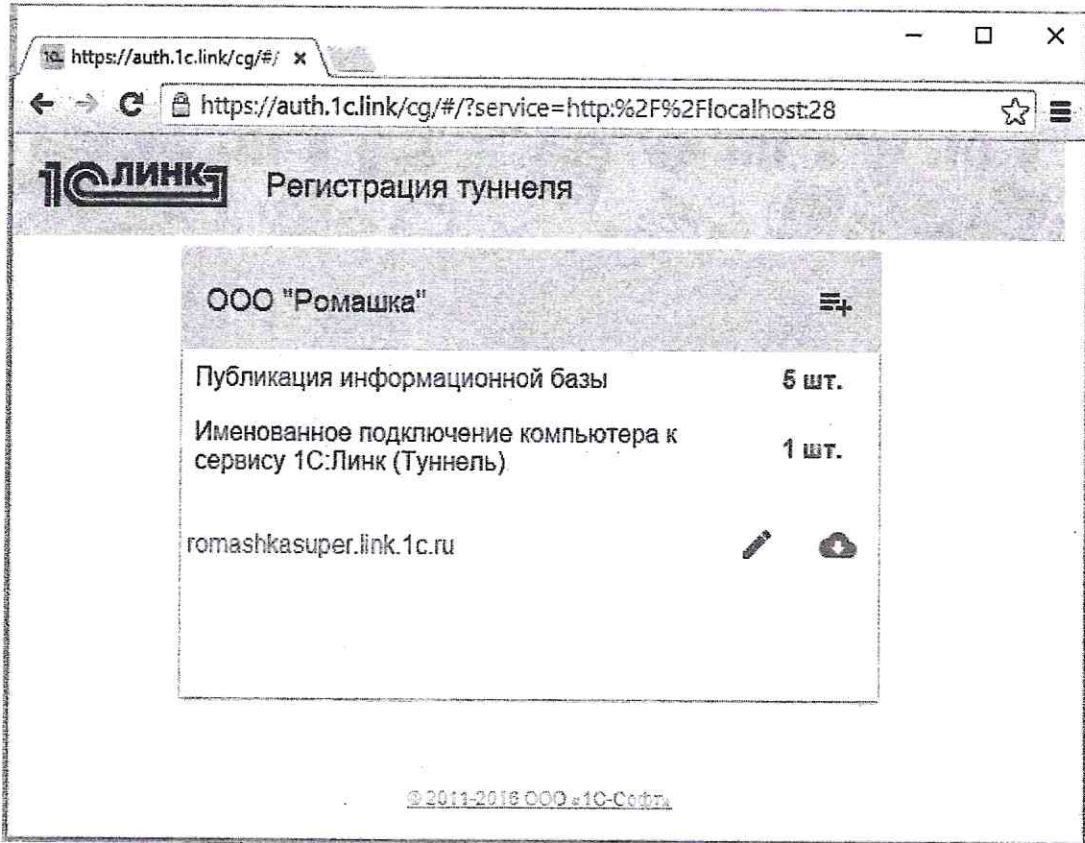 1С https://auth.1c.link/cg/#/ x
https://auth.1c.link/cg/#/?service=http:%2F%2Flocalhost:28
1СЛИНК Регистрация туннеля
ООО "Ромашка"
Публикация информационной базы 5 шт.
Именованное подключение компьютера к
сервису 1С:Линк (Туннель) 1 шт.
romashkasuper.link.1c.ru
© 2011-2016 ООО «1С-Софт»